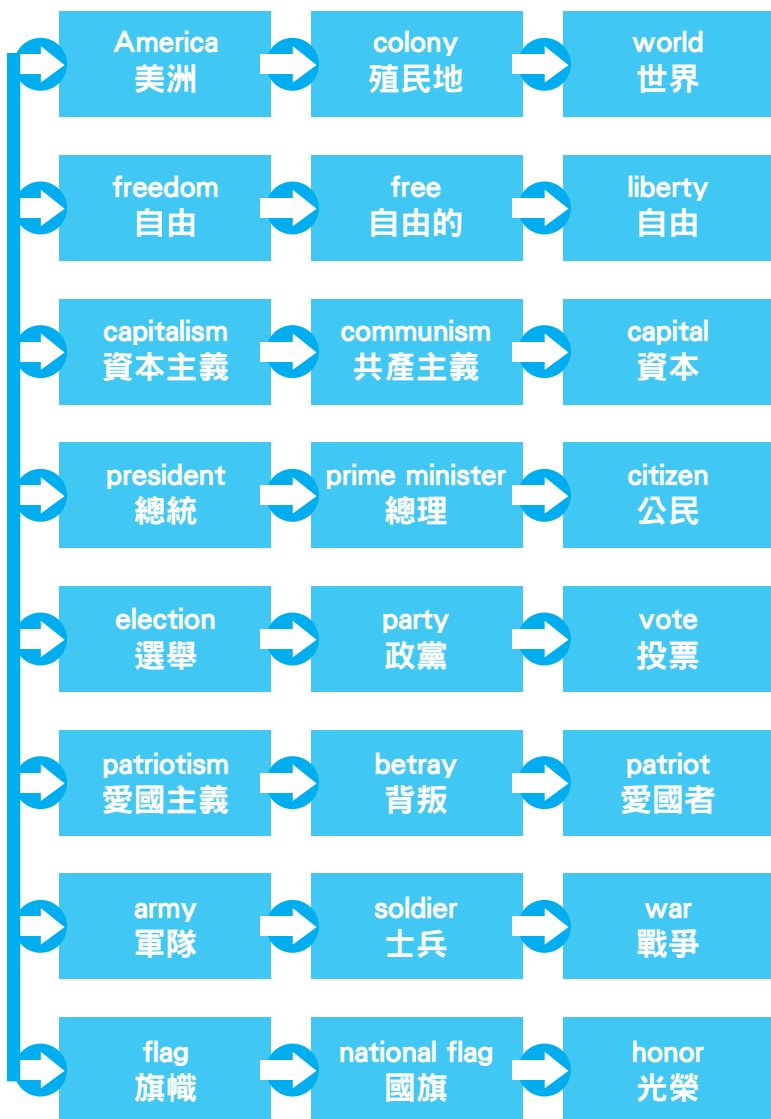 America
美洲
colony
殖民地
world
世界
freedom
自由
free
自由的
liberty
自由
capitalism
資本主義
communism
共產主義
capital
資本
president
總統
prime minister
總理
citizen
公民
election
選舉
party
政黨
vote
投票
patriotism
愛國主義
betray
背叛
patriot
愛國者
army
軍隊
soldier
士兵
war
戰爭
flag
旗幟
national flag
國旗
honor
光榮